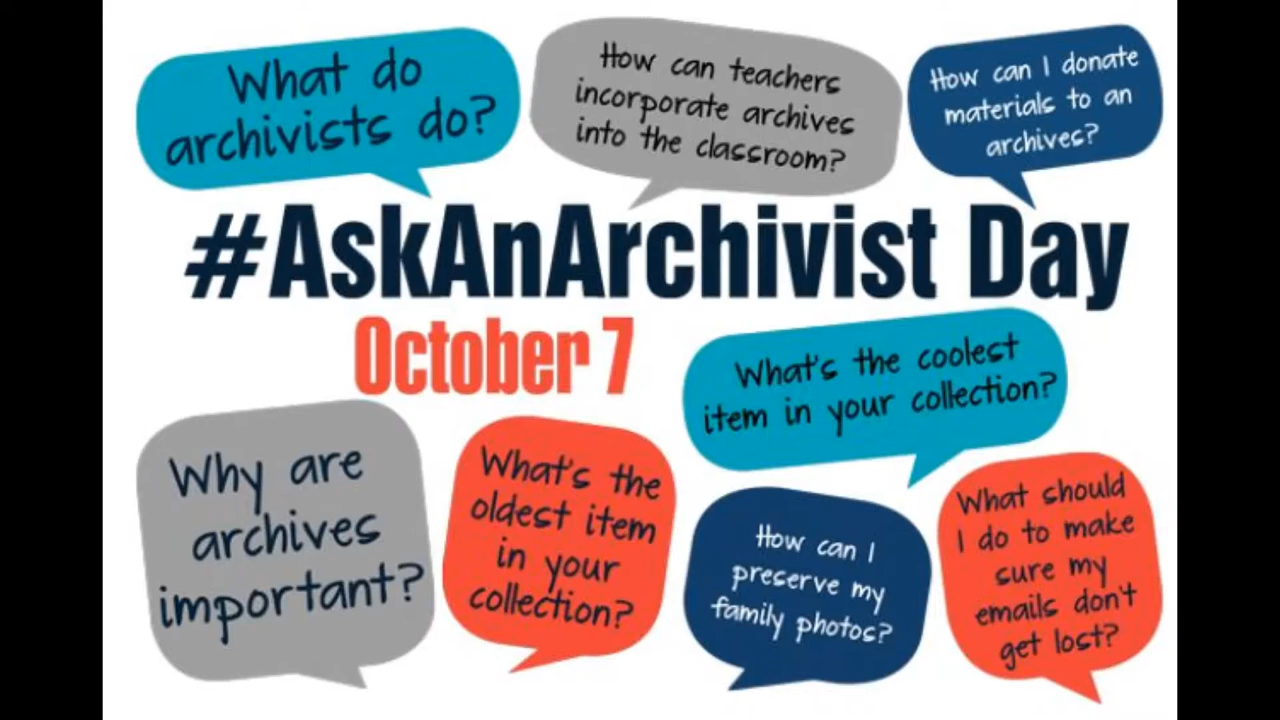 What do
archivists do?
How can teachers
incorporate archives
into the classroom?
How can I donate
materials to an
archives?
#AskAnArchivist Day
October 7
What's the coolest
item in your collection?
Why are
archives
important?
What's the
oldest item
in your
collection?
How can I
preserve my
family photos?
What should
I do to make
sure my
emails don't
get lost?